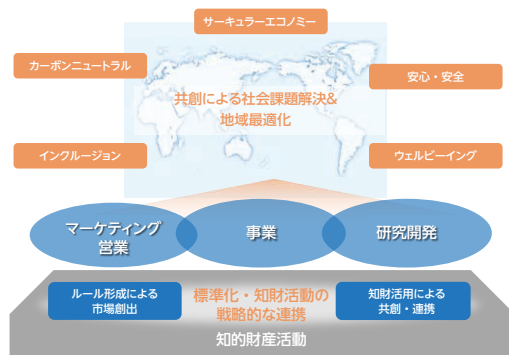 サーキュラーエコノミー
カーボンニュートラル
安心・安全
共創による社会課題解決&
地域最適化
インクルージョン
ウェルビーイング
マーケティング
営業
事業
研究開発
ルール形成による
市場創出
標準化・知財活動の
戦略的な連携
知財活用による
共創・連携
知的財産活動